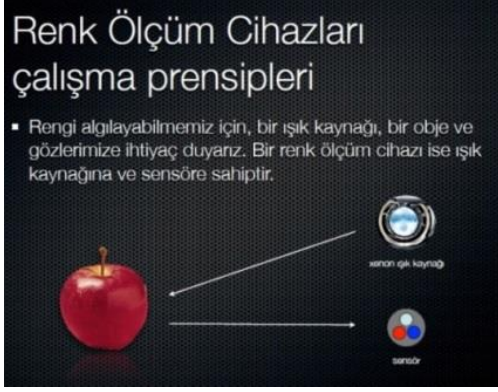 Renk Ölçüm Cihazları
çalışma prensipleri
▪ Rengi algılayabilmemiz için, bir ışık kaynağı, bir obje ve
gözlerimize ihtiyaç duyarız. Bir renk ölçüm cihazı ise ışık
kaynağına ve sensöre sahiptir.
xenon ışık kaynağı
sensör